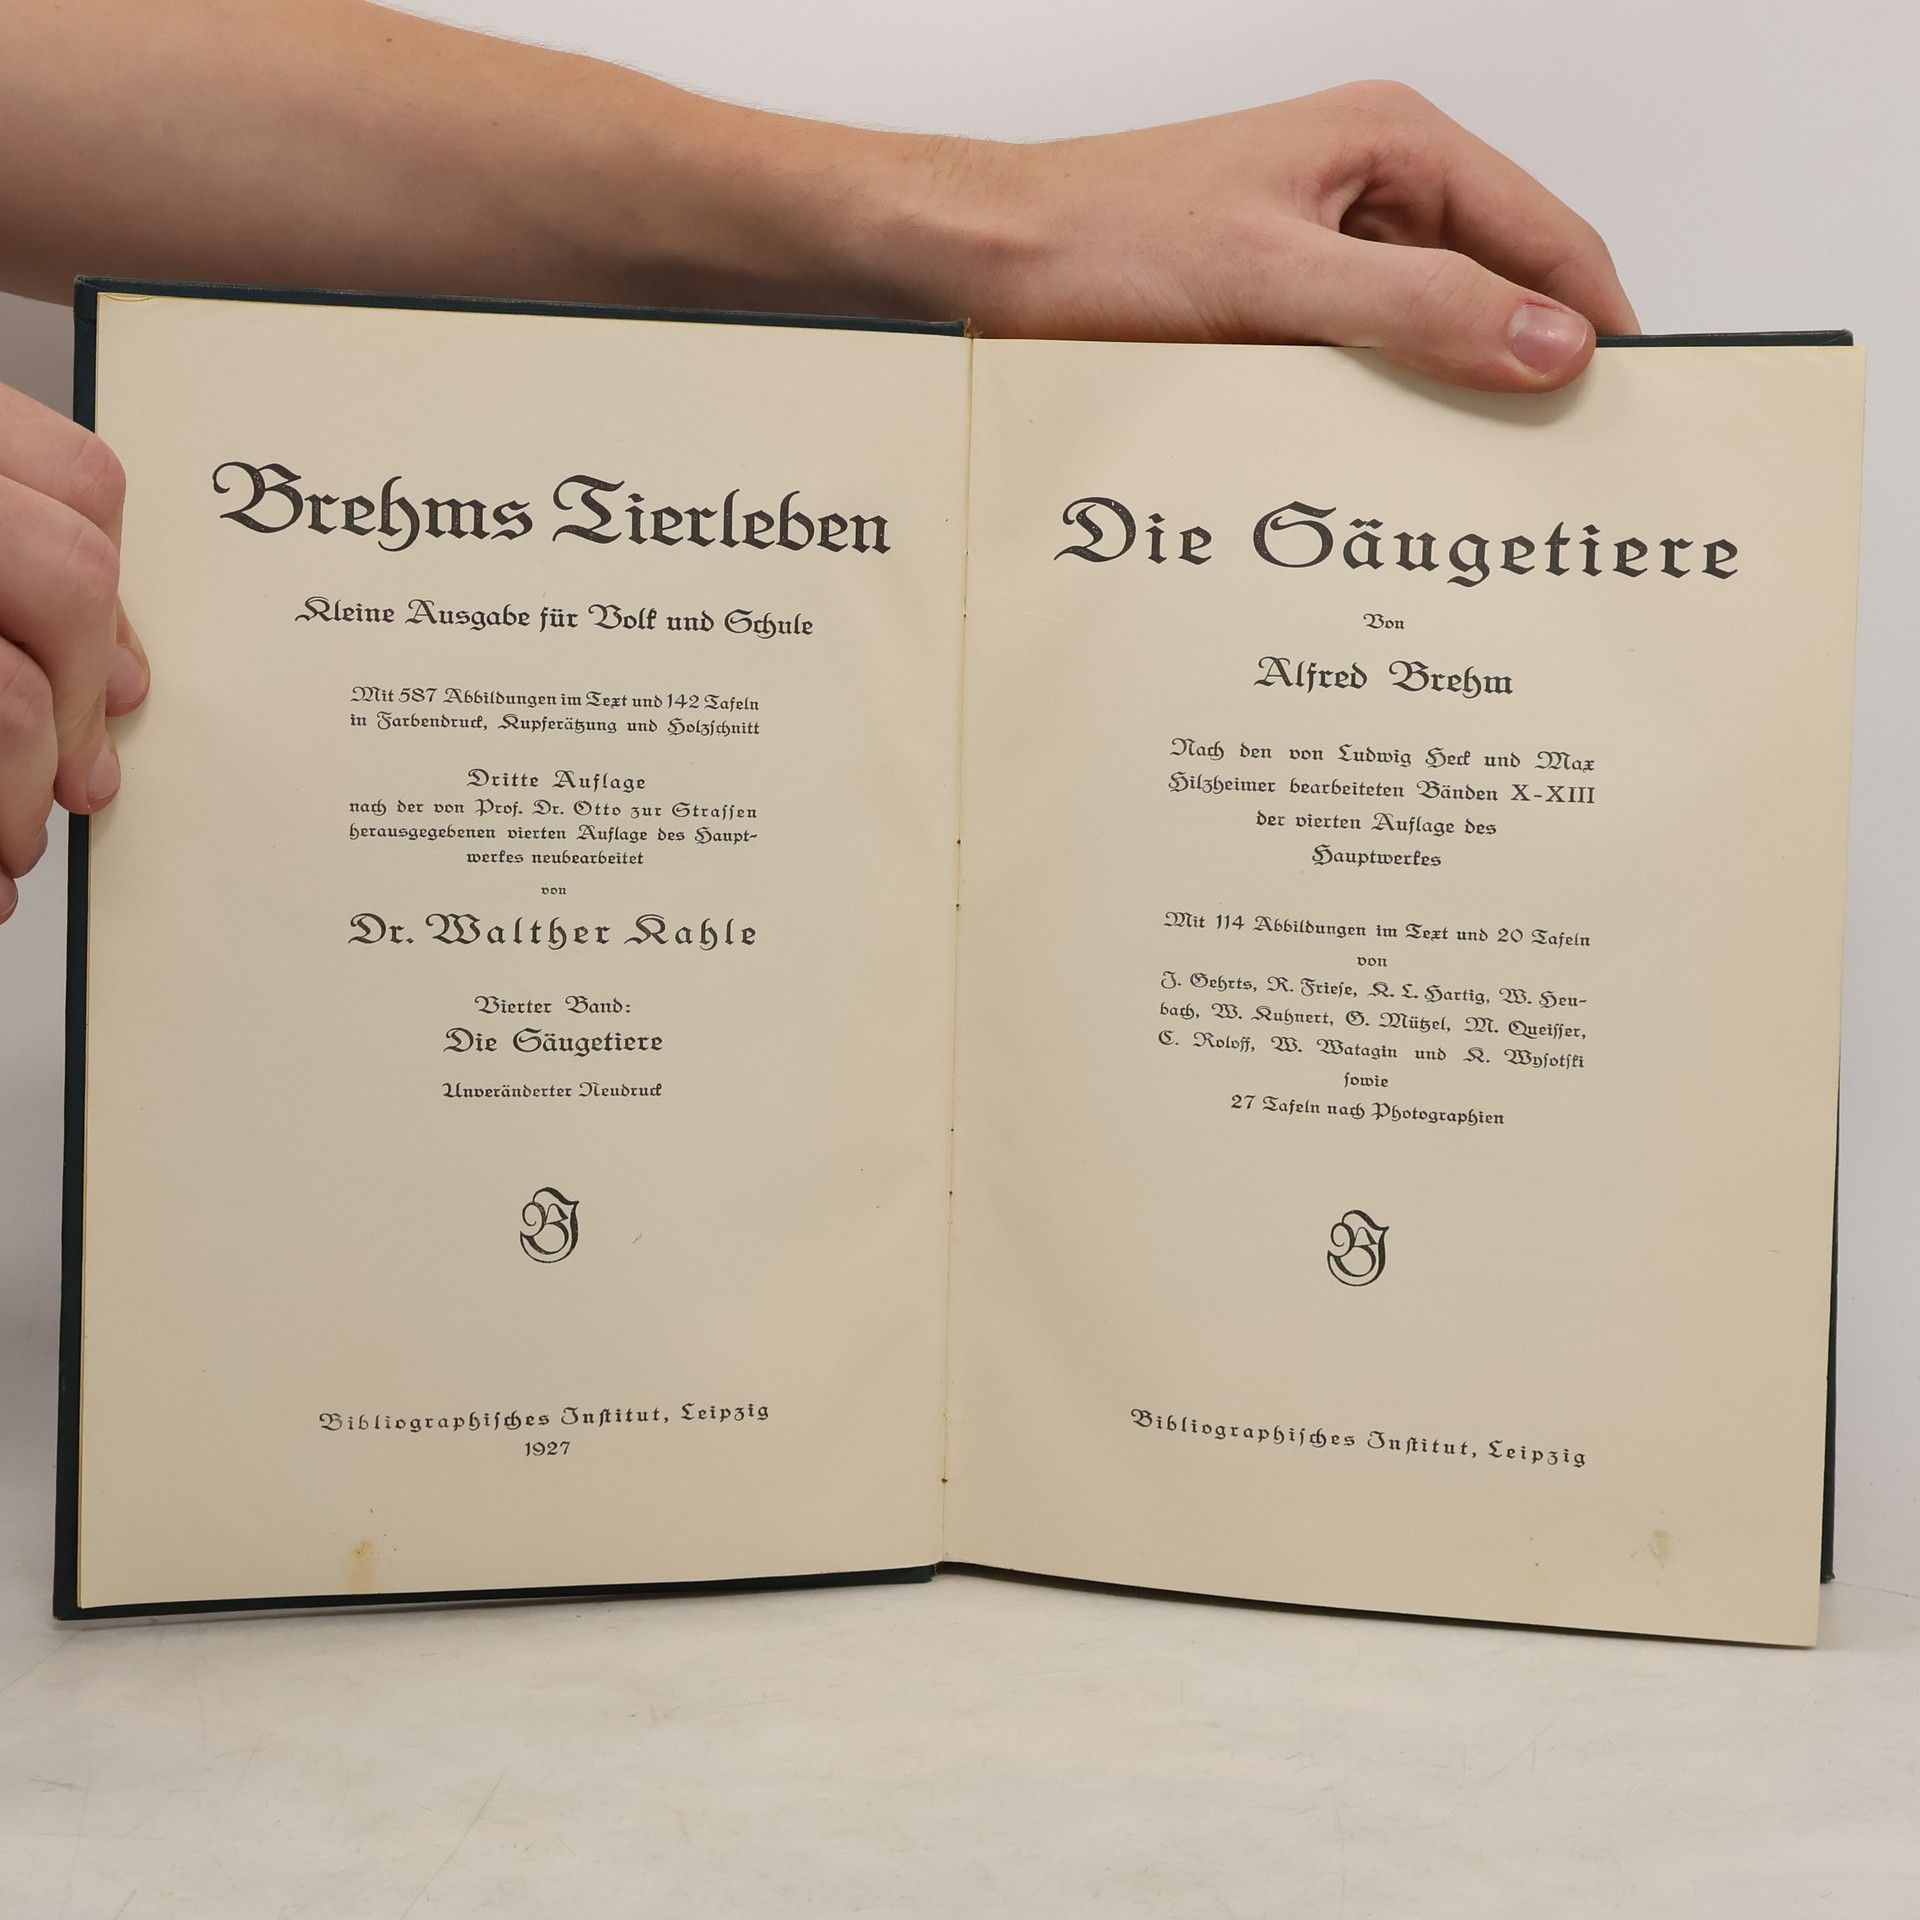 Brehms Tierleben
Kleine Ausgabe für Volk und Schule
Mit 587 Abbildungen im Text und 142 Tafeln
in Farbendruck, Kupferätzung und Holzschnitt
Dritte Auflage
nach der von Prof. Dr. Otto zur Strassen
herausgegebenen vierten Auflage des Haupt-
werkes neubearbeitet
von
Dr. Walther Kahle
Vierter Band:
Die Säugetiere
Unveränderter Neudruck
BI
Bibliographisches Institut, Leipzig
1927
Die Säugetiere
Von
Alfred Brehm
Nach den von Ludwig Heck und Max
Hilzheimer bearbeiteten Bänden X-XIII
der vierten Auflage des
Hauptwerkes
Mit 114 Abbildungen im Text und 20 Tafeln
von
J. Gehrts, R. Friese, K. L. Hartig, W. Heu-
bach, W. Kuhnert, G. Mützel, M. Queisser,
E. Roloff, W. Watagin und K. Wysotski
sowie
27 Tafeln nach Photographien
BI
Bibliographisches Institut, Leipzig